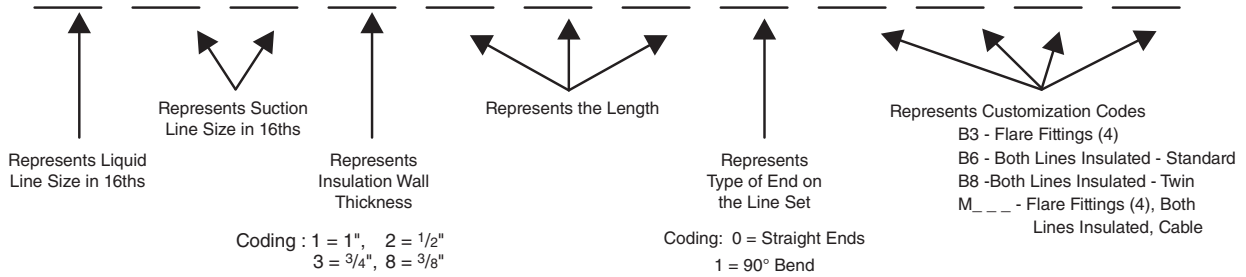 Represents Suction
Line Size in 16ths
Represents the Length
Represents Customization Codes
B3 - Flare Fittings (4)
B6 - Both Lines Insulated - Standard
B8 -Both Lines Insulated - Twin
M_ _ _ - Flare Fittings (4), Both
Lines Insulated, Cable
Represents Liquid
Line Size in 16ths
Represents
Insulation Wall
Thickness
Coding : 1 = 1", 2 = 1/2"
3 = 3/4", 8 = 3/8"
Represents
Type of End on
the Line Set
Coding: 0 = Straight Ends
1 = 90° Bend